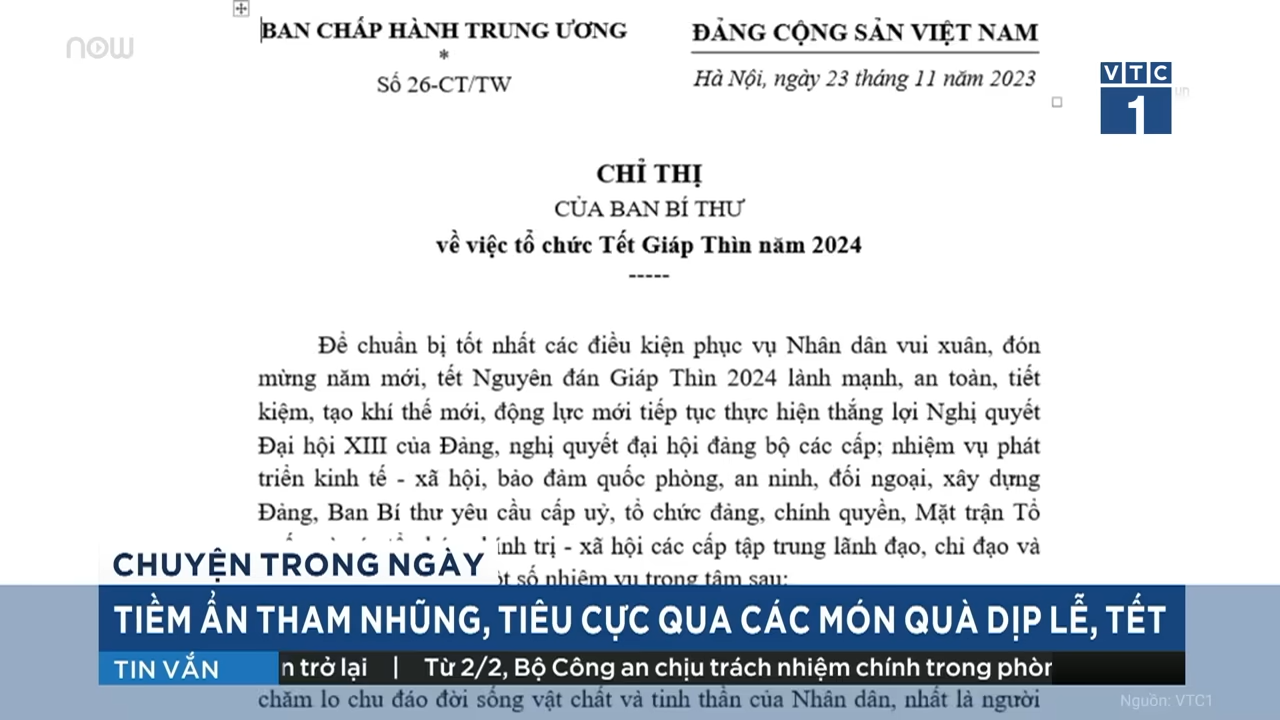 now
BAN CHẤP HÀNH TRUNG ƯƠNG
*
Số 26-CT/TW
ĐẢNG CỘNG SẢN VIỆT NAM
Hà Nội, ngày 23 tháng 11 năm 2023
VTC
1
CHỈ THỊ
CỦA BAN BÍ THƯ
về việc tổ chức Tết Giáp Thìn năm 2024
-----
Để chuẩn bị tốt nhất các điều kiện phục vụ Nhân dân vui xuân, đón
mừng năm mới, tết Nguyên đán Giáp Thìn 2024 lành mạnh, an toàn, tiết
kiệm, tạo khí thế mới, động lực mới tiếp tục thực hiện thắng lợi Nghị quyết
Đại hội XIII của Đảng, nghị quyết đại hội đảng bộ các cấp; nhiệm vụ phát
triển kinh tế - xã hội, bảo đảm quốc phòng, an ninh, đối ngoại, xây dựng
Đảng, Ban Bí thư yêu cầu cấp uỷ, tổ chức đảng, chính quyền, Mặt trận Tổ
trị - xã hội các cấp tập trung lãnh đạo, chỉ đạo và
số nhiệm vụ trọng tâm sau:
CHUYỆN TRONG NGÀY
TIỀM ẨN THAM NHŨNG, TIÊU CỰC QUA CÁC MÓN QUÀ DỊP LỄ, TẾT
TIN VẮN
n trở lại | Từ 2/2, Bộ Công an chịu trách nhiệm chính trong phòn
chăm lo chu đáo đời sống vật chất và tinh thần của Nhân dân, nhất là người
Nguồn: VTC1